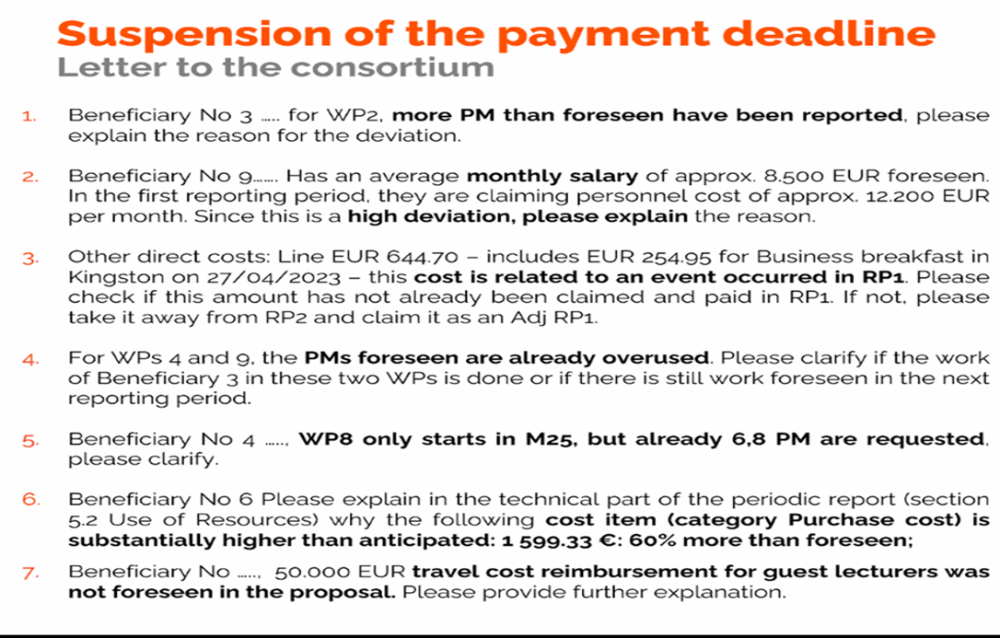 Suspension of the payment deadline
Letter to the consortium
1. Beneficiary No 3 ..... for WP2, more PM than foreseen have been reported, please
explain the reason for the deviation.
2. Beneficiary No 9....... Has an average monthly salary of approx. 8.500 EUR foreseen.
In the first reporting period, they are claiming personnel cost of approx. 12.200 EUR
per month. Since this is a high deviation, please explain the reason.
3. Other direct costs: Line EUR 644.70 – includes EUR 254.95 for Business breakfast in
Kingston on 27/04/2023 – this cost is related to an event occurred in RP1. Please
check if this amount has not already been claimed and paid in RP1. If not, please
take it away from RP2 and claim it as an Adj RP1.
4. For WPs 4 and 9, the PMs foreseen are already overused. Please clarify if the work
of Beneficiary 3 in these two WPs is done or if there is still work foreseen in the next
reporting period.
5. Beneficiary No 4 ....., WP8 only starts in M25, but already 6,8 PM are requested,
please clarify.
6. Beneficiary No 6 Please explain in the technical part of the periodic report (section
5.2 Use of Resources) why the following cost item (category Purchase cost) is
substantially higher than anticipated: 1 599.33 €: 60% more than foreseen;
7. Beneficiary No ....., 50.000 EUR travel cost reimbursement for guest lecturers was
not foreseen in the proposal. Please provide further explanation.